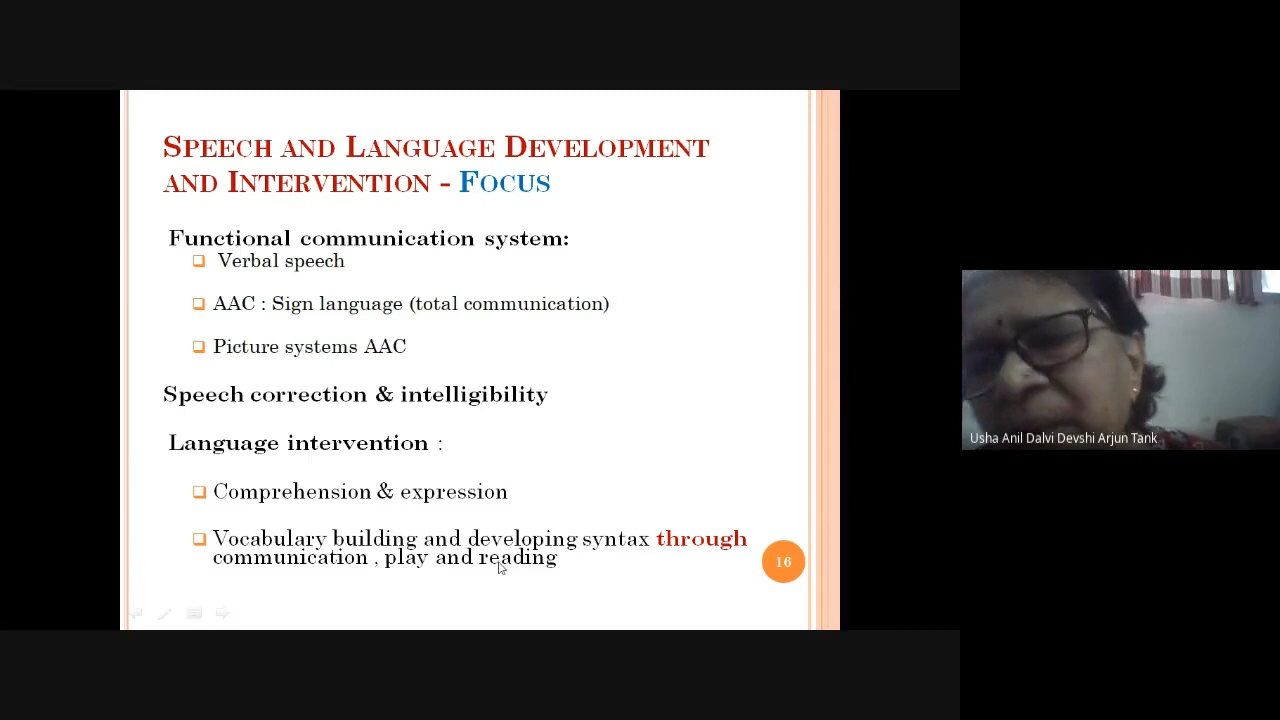 SPEECH AND LANGUAGE DEVELOPMENT
AND INTERVENTION - FOCUS
Functional communication system:
Verbal speech
AAC : Sign language (total communication)
Picture systems AAC
Speech correction & intelligibility
Language intervention :
Comprehension & expression
Vocabulary building and developing syntax through
communication , play and reading
16
Usha Anil Dalvi Devshi Arjun Tank